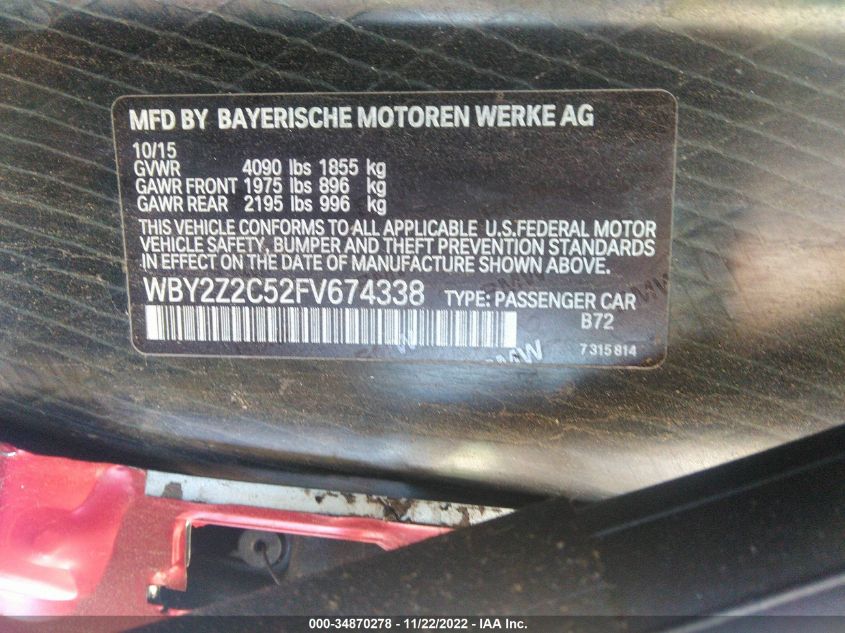 MFD BY BAYERISCHE MOTOREN WERKE AG
10/15
GVWR 4090 lbs 1855 kg
GAWR FRONT 1975 lbs 896 kg
GAWR REAR 2195 lbs 996 kg
THIS VEHICLE CONFORMS TO ALL APPLICABLE U.S.FEDERAL MOTOR
VEHICLE SAFETY, BUMPER AND THEFT PREVENTION STANDARDS
IN EFFECT ON THE DATE OF MANUFACTURE SHOWN ABOVE.
WBY2Z2C52FV674338 TYPE: PASSENGER CAR
B72
7315814
BMW
000-34870278 - 11/22/2022 - IAA Inc.